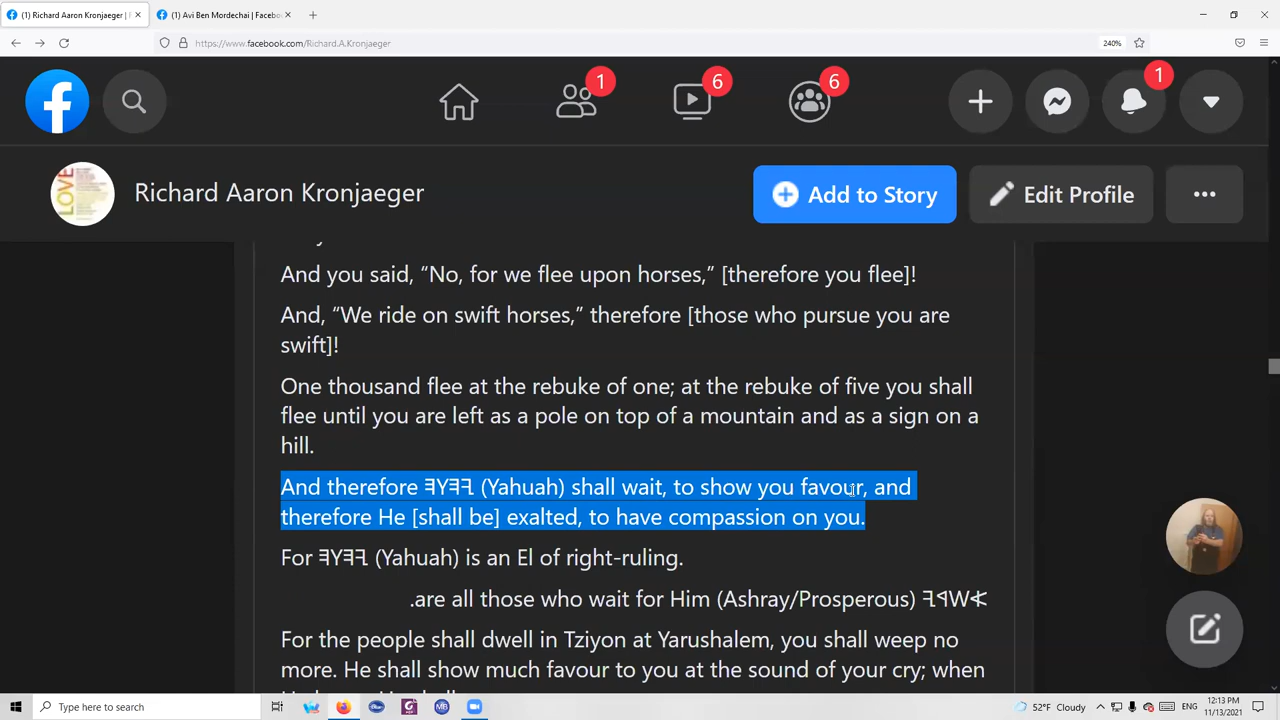 (1) Richard Aaron Kronjaeger | F
(1) Avi Ben Mordechai | Facebo
https://www.facebook.com/Richard.A.Kronjaeger
240%
1
6
6
1
LOVE
Richard Aaron Kronjaeger
Add to Story
Edit Profile
And you said, “No, for we flee upon horses,” [therefore you flee]!
And, “We ride on swift horses,” therefore [those who pursue you are
swift]!
One thousand flee at the rebuke of one; at the rebuke of five you shall
flee until you are left as a pole on top of a mountain and as a sign on a
hill.
And therefore 𐤉𐤄𐤅𐤄 (Yahuah) shall wait, to show you favour, and
therefore He [shall be] exalted, to have compassion on you.
For 𐤉𐤄𐤅𐤄 (Yahuah) is an El of right-ruling.
.are all those who wait for Him (Ashray/Prosperous) 𐤀𐤔𐤓𐤉
For the people shall dwell in Tziyon at Yarushalem, you shall weep no
more. He shall show much favour to you at the sound of your cry; when
Type here to search
52°F Cloudy
ENG
12:13 PM
11/13/2021